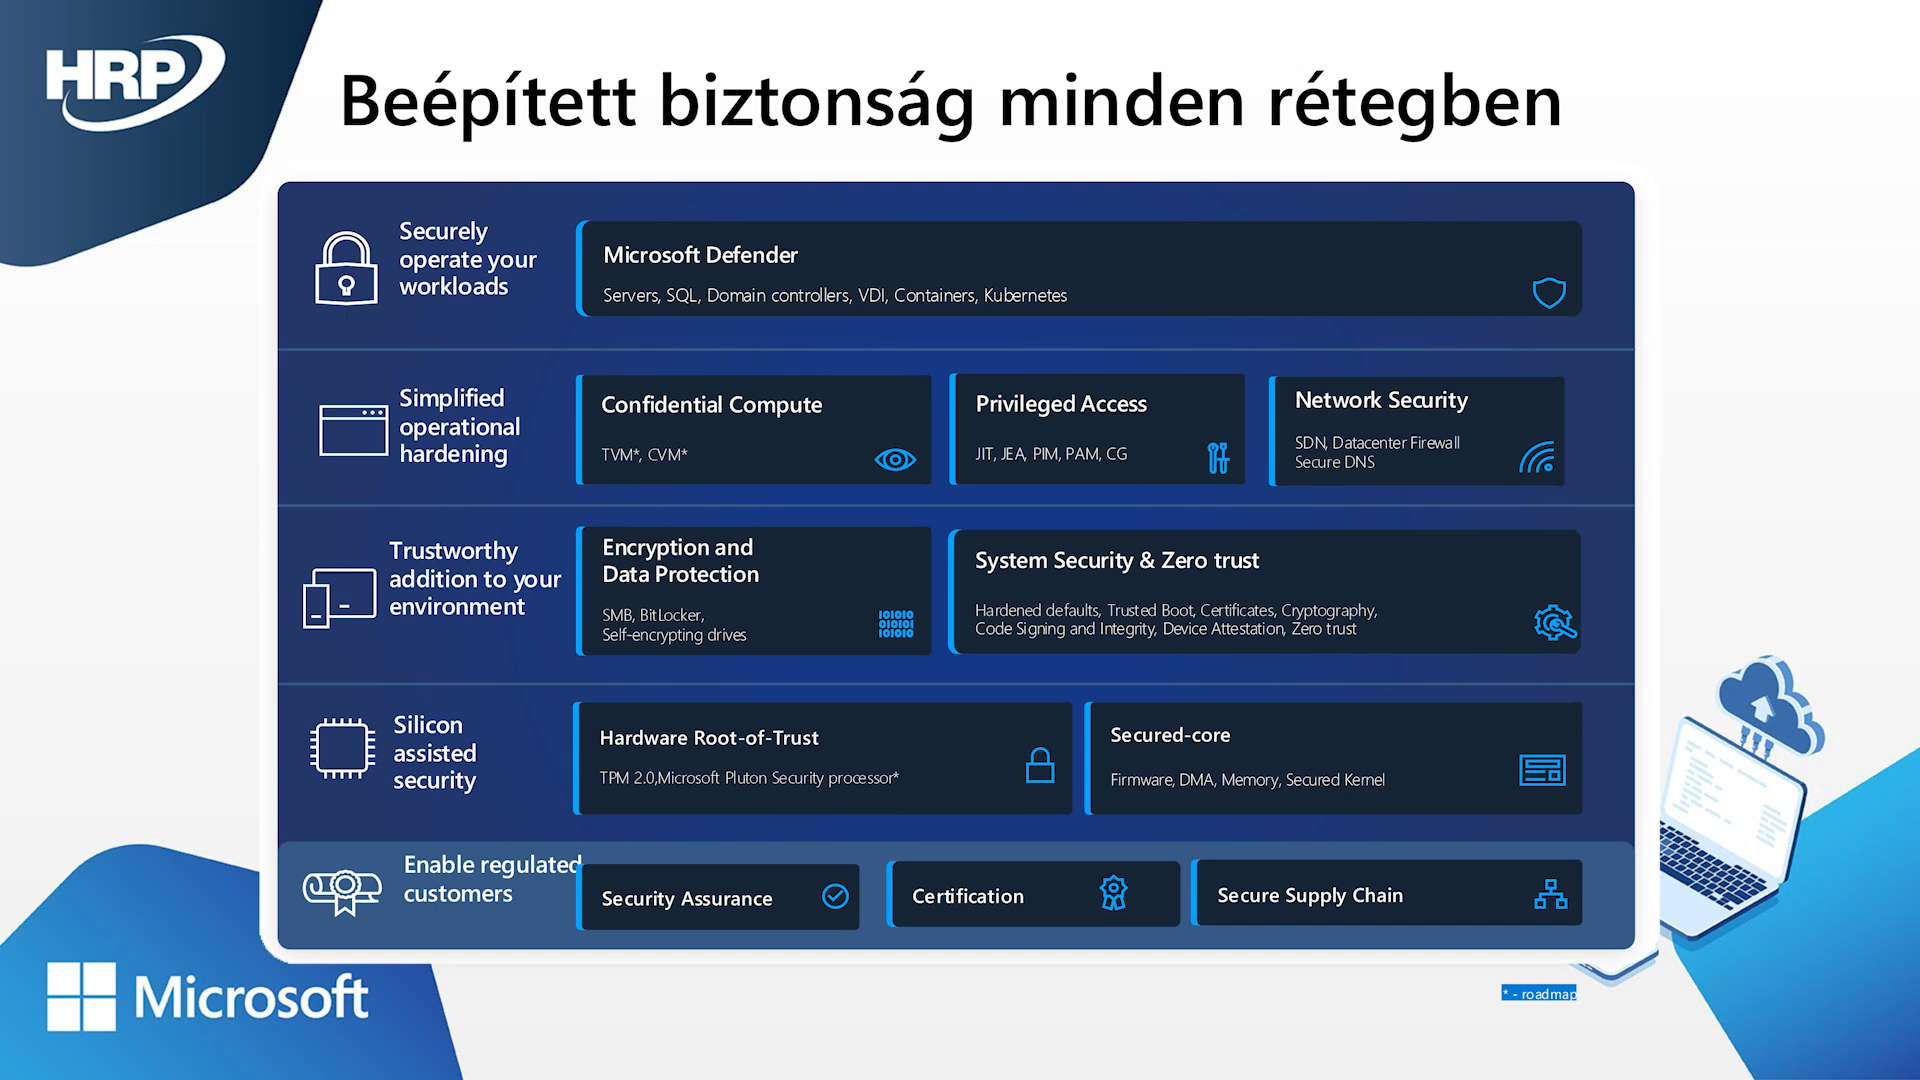 HRP
Beépített biztonság minden rétegben
Securely
operate your
workloads
Microsoft Defender
Servers, SQL, Domain controllers, VDI, Containers, Kubernetes
Simplified
operational
hardening
Confidential Compute
TVM*, CVM*
Privileged Access
JIT, JEA, PIM, PAM, CG
Network Security
SDN, Datacenter Firewall
Secure DNS
Trustworthy
addition to your
environment
Encryption and
Data Protection
SMB, BitLocker,
Self-encrypting drives
System Security & Zero trust
Hardened defaults, Trusted Boot, Certificates, Cryptography,
Code Signing and Integrity, Device Attestation, Zero trust
Silicon
assisted
security
Hardware Root-of-Trust
TPM 2.0,Microsoft Pluton Security processor*
Secured-core
Firmware, DMA, Memory, Secured Kernel
Enable regulated
customers
Security Assurance
Certification
Secure Supply Chain
Microsoft
* - roadmap